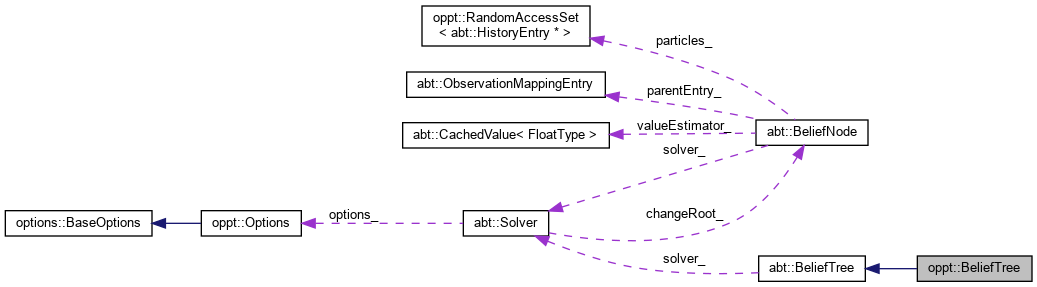 oppt::RandomAccessSet
< abt::HistoryEntry * >
particles_
abt::ObservationMappingEntry
parentEntry_
abt::CachedValue< FloatType >
valueEstimator_
abt::BeliefNode
solver_
options::BaseOptions
oppt::Options
options_
abt::Solver
changeRoot_
solver_
abt::BeliefTree
oppt::BeliefTree